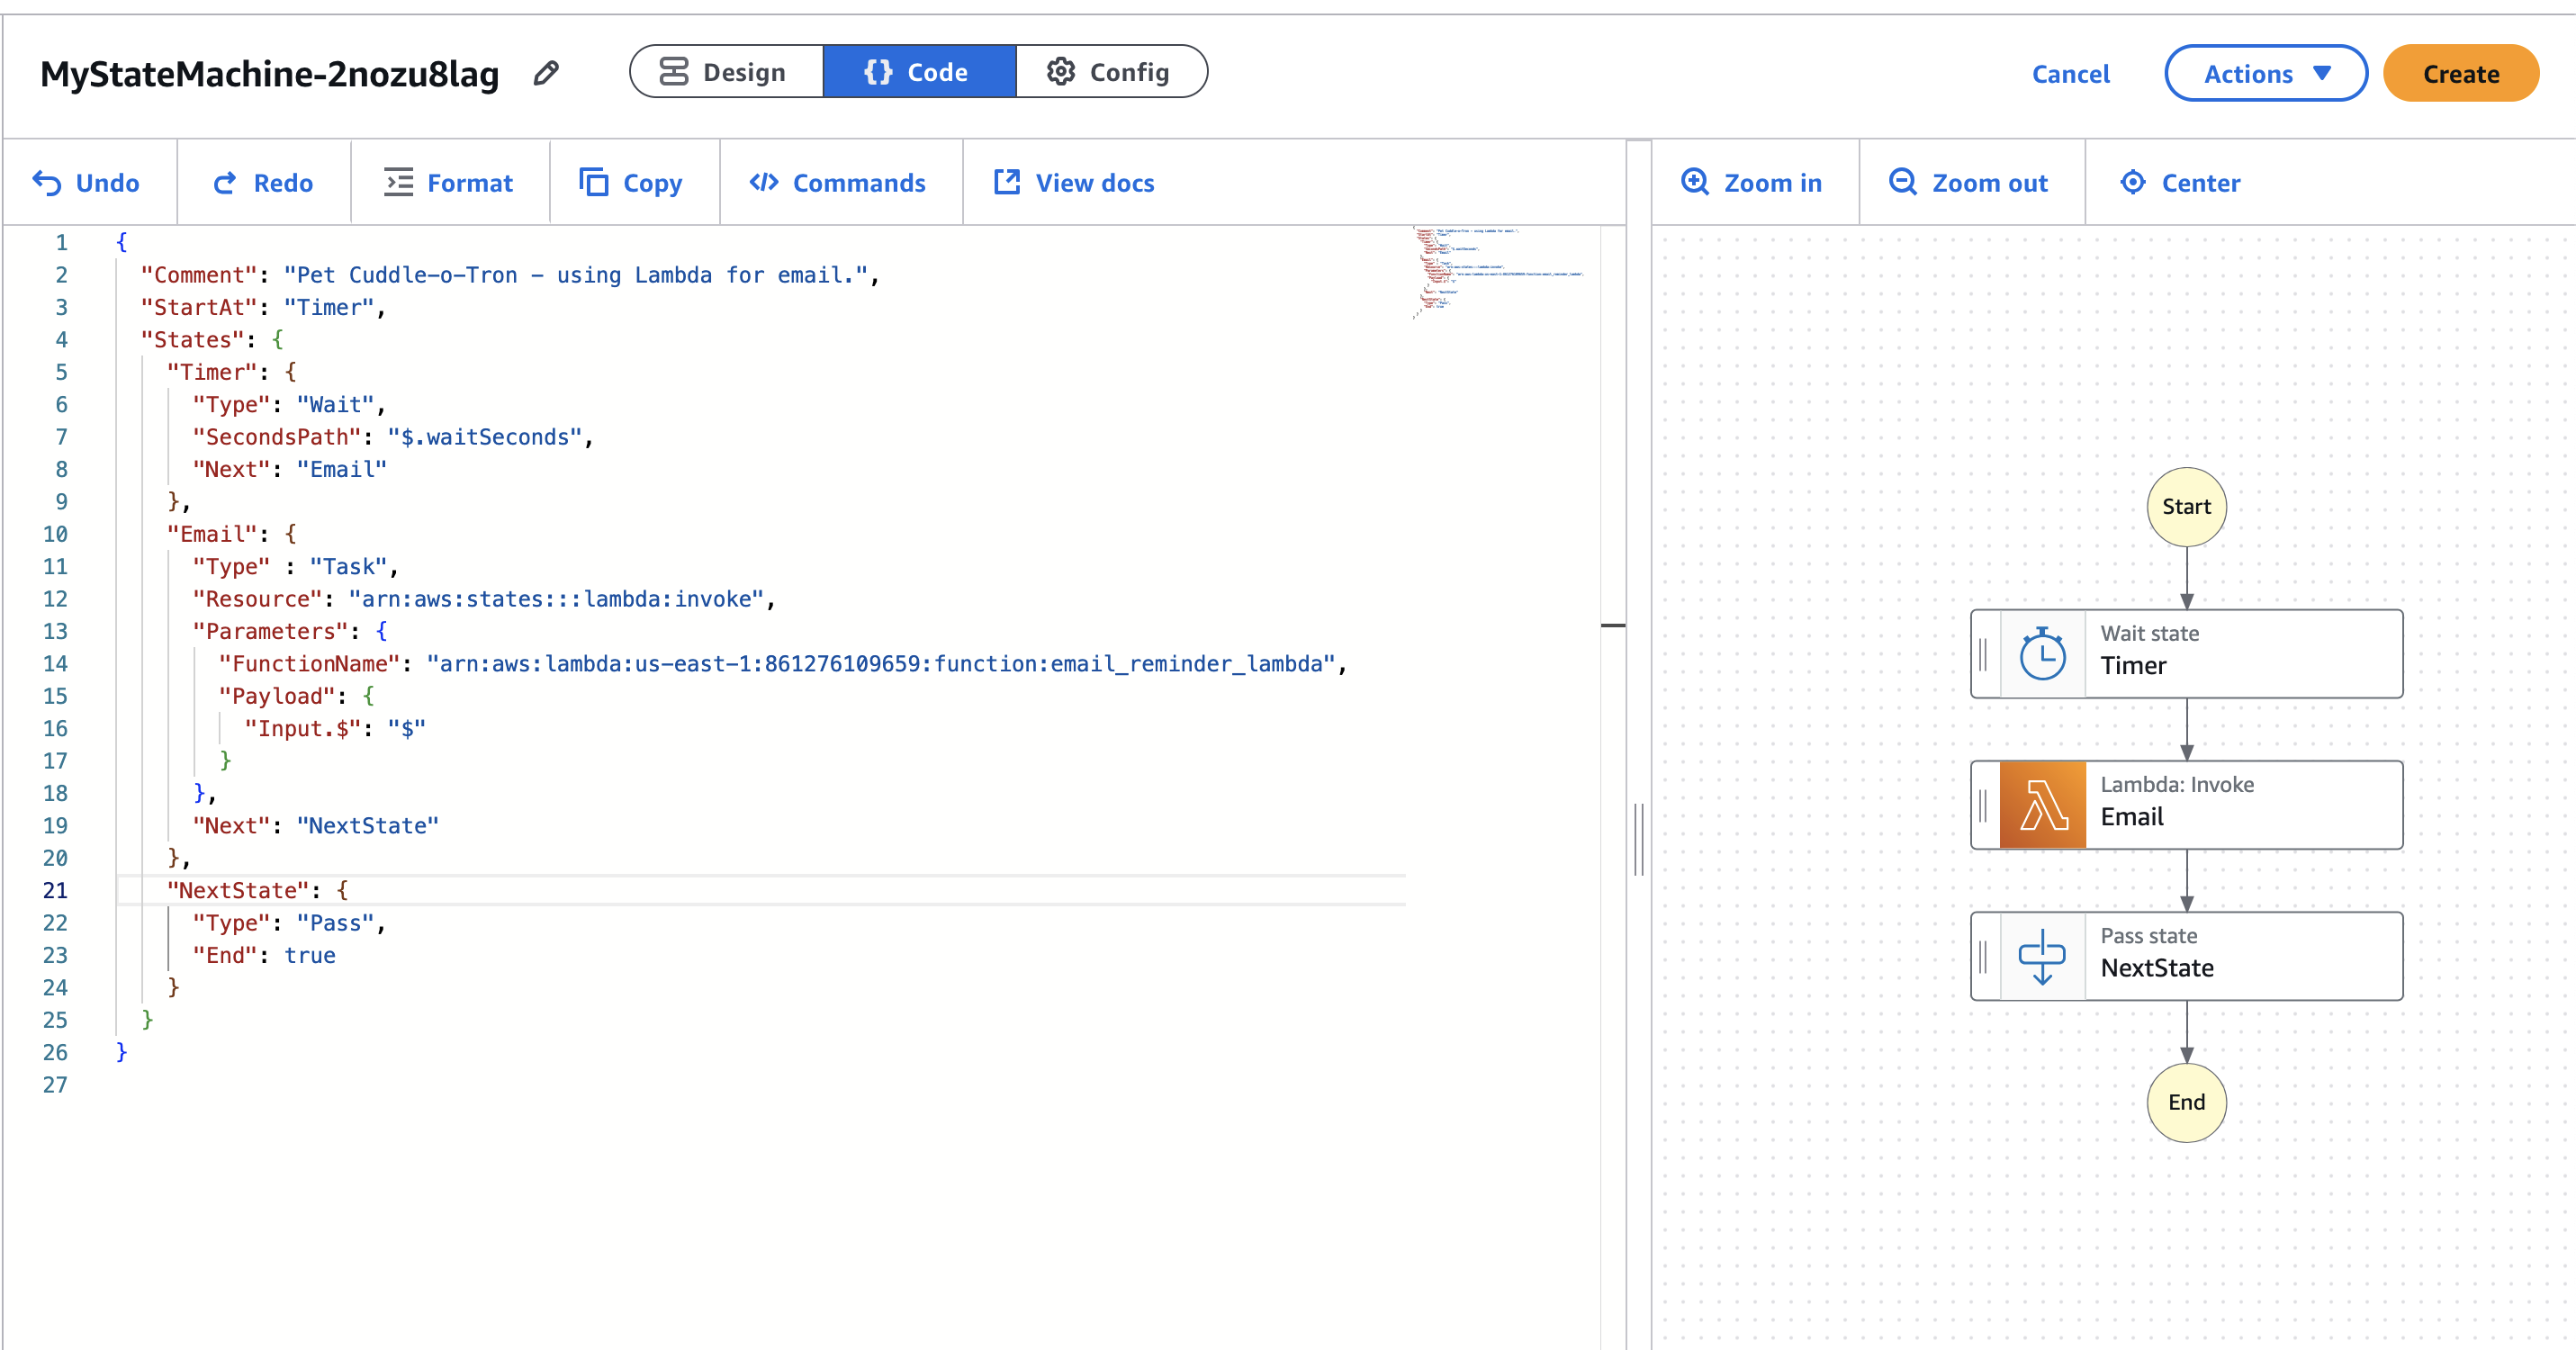 MyStateMachine-2nozu8lag
Design
{} Code
Config
Cancel
Actions
Create
Undo
Redo
Format
Copy
</> Commands
View docs
Zoom in
Zoom out
Center
1 {
2 "Comment": "Pet Cuddle-o-Tron - using Lambda for email.",
3 "StartAt": "Timer",
4 "States": {
5 "Timer": {
6 "Type": "Wait",
7 "SecondsPath": "$.waitSeconds",
8 "Next": "Email"
9 },
10 "Email": {
11 "Type" : "Task",
12 "Resource": "arn:aws:states:::lambda:invoke",
13 "Parameters": {
14 "FunctionName": "arn:aws:lambda:us-east-1:861276109659:function:email_reminder_lambda",
15 "Payload": {
16 "Input.$": "$"
17 }
18 },
19 "Next": "NextState"
20 },
21 "NextState": {
22 "Type": "Pass",
23 "End": true
24 }
25 }
26 }
27
Start
Wait state
Timer
Lambda: Invoke
Email
Pass state
NextState
End